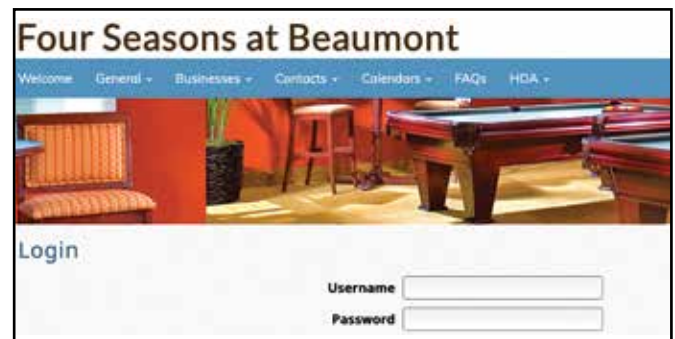 Four Seasons at Beaumont
Welcome General Businesses Contacts Calendars FAQs HOA
Login
Username
Password